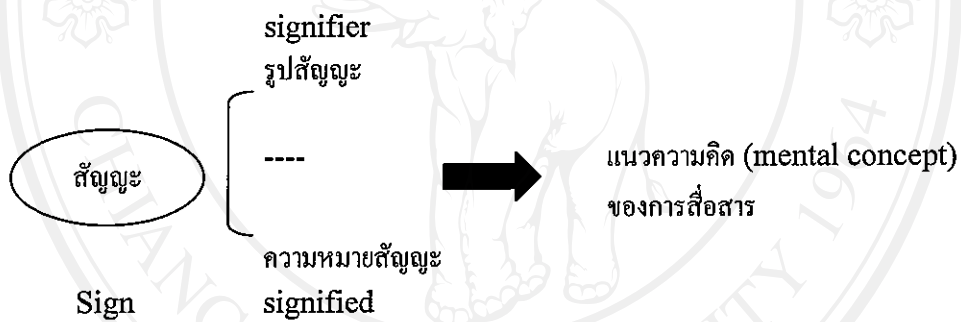 signifier
รูปสัญญะ
สัญญะ
----
แนวความคิด (mental concept)
ของการสื่อสาร
ความหมายสัญญะ
Sign signified